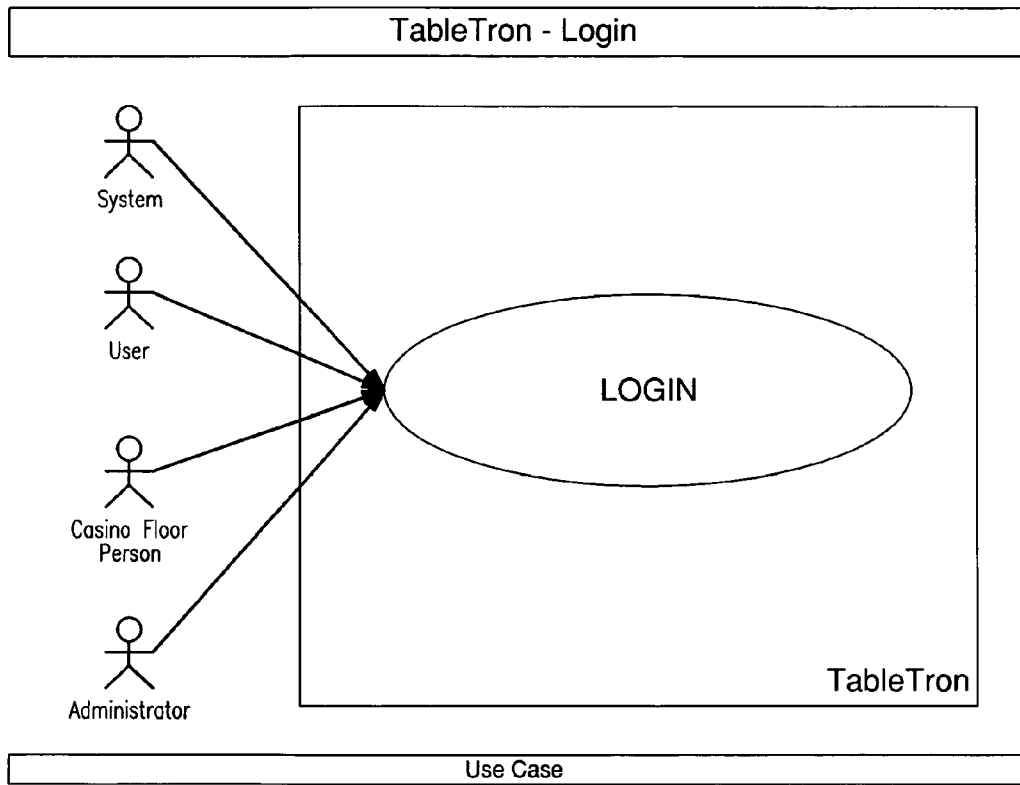 TableTron - Login
System
User
LOGIN
Casino Floor
Person
Administrator
TableTron
Use Case